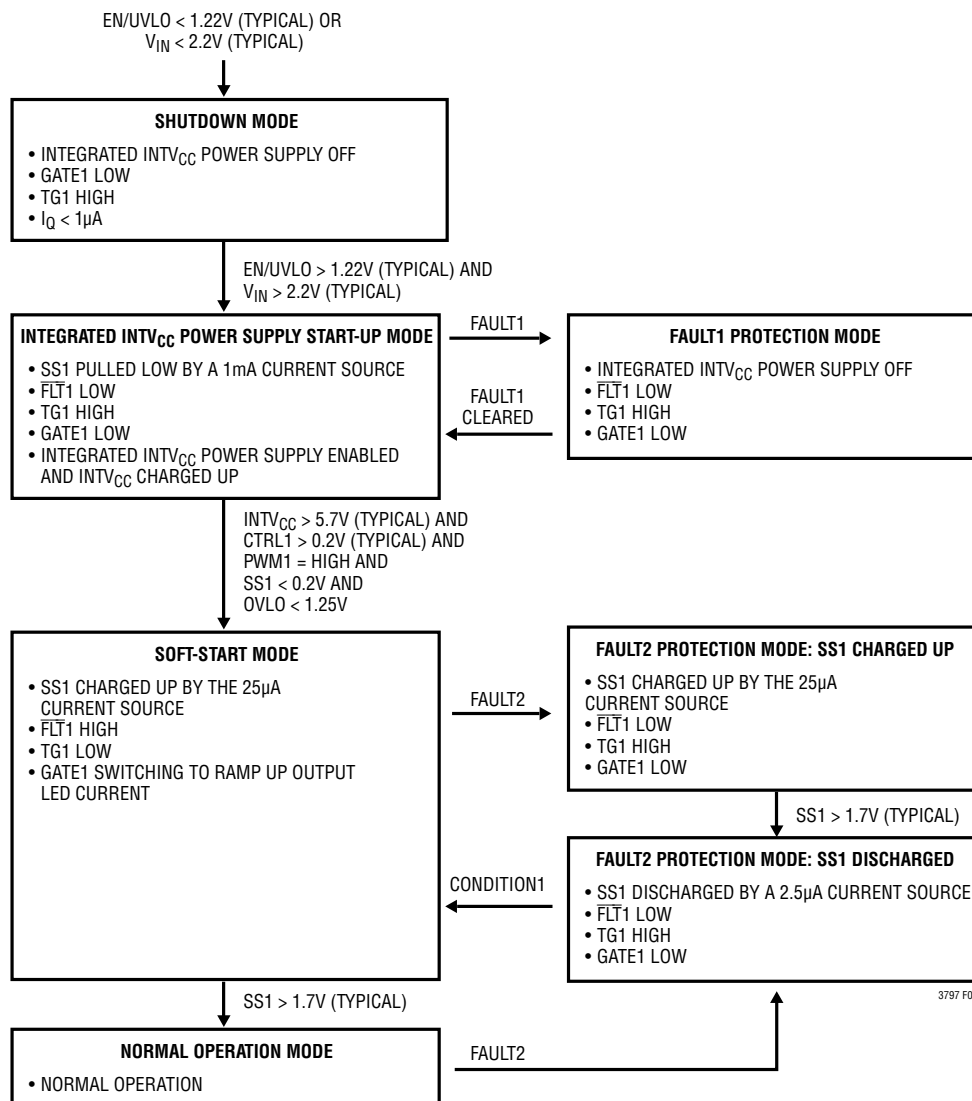 EN/UVLO < 1.22V (TYPICAL) OR
VIN < 2.2V (TYPICAL)
SHUTDOWN MODE
• INTEGRATED INTVCC POWER SUPPLY OFF
• GATE1 LOW
• TG1 HIGH
• IQ < 1µA
EN/UVLO > 1.22V (TYPICAL) AND
VIN > 2.2V (TYPICAL)
INTEGRATED INTVCC POWER SUPPLY START-UP MODE
• SS1 PULLED LOW BY A 1mA CURRENT SOURCE
• F̅L̅T̅1 LOW
• TG1 HIGH
• GATE1 LOW
• INTEGRATED INTVCC POWER SUPPLY ENABLED
AND INTVCC CHARGED UP
FAULT1
FAULT1
CLEARED
FAULT1 PROTECTION MODE
• INTEGRATED INTVCC POWER SUPPLY OFF
• F̅L̅T̅1 LOW
• TG1 HIGH
• GATE1 LOW
INTVCC > 5.7V (TYPICAL) AND
CTRL1 > 0.2V (TYPICAL) AND
PWM1 = HIGH AND
SS1 < 0.2V AND
OVLO < 1.25V
SOFT-START MODE
• SS1 CHARGED UP BY THE 25µA
CURRENT SOURCE
• F̅L̅T̅1 HIGH
• TG1 LOW
• GATE1 SWITCHING TO RAMP UP OUTPUT
LED CURRENT
FAULT2
FAULT2 PROTECTION MODE: SS1 CHARGED UP
• SS1 CHARGED UP BY THE 25µA
CURRENT SOURCE
• F̅L̅T̅1 LOW
• TG1 HIGH
• GATE1 LOW
SS1 > 1.7V (TYPICAL)
FAULT2 PROTECTION MODE: SS1 DISCHARGED
• SS1 DISCHARGED BY A 2.5µA CURRENT SOURCE
• F̅L̅T̅1 LOW
• TG1 HIGH
• GATE1 LOW
CONDITION1
3797 F0
SS1 > 1.7V (TYPICAL)
NORMAL OPERATION MODE
• NORMAL OPERATION
FAULT2